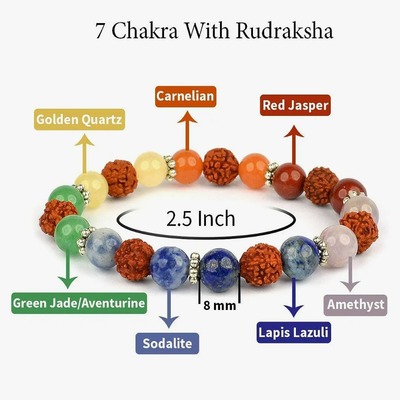 7 Chakra With Rudraksha
Carnelian
Red Jasper
Golden Quartz
2.5 Inch
Green Jade/Aventurine
8 mm
Amethyst
Lapis Lazuli
Sodalite